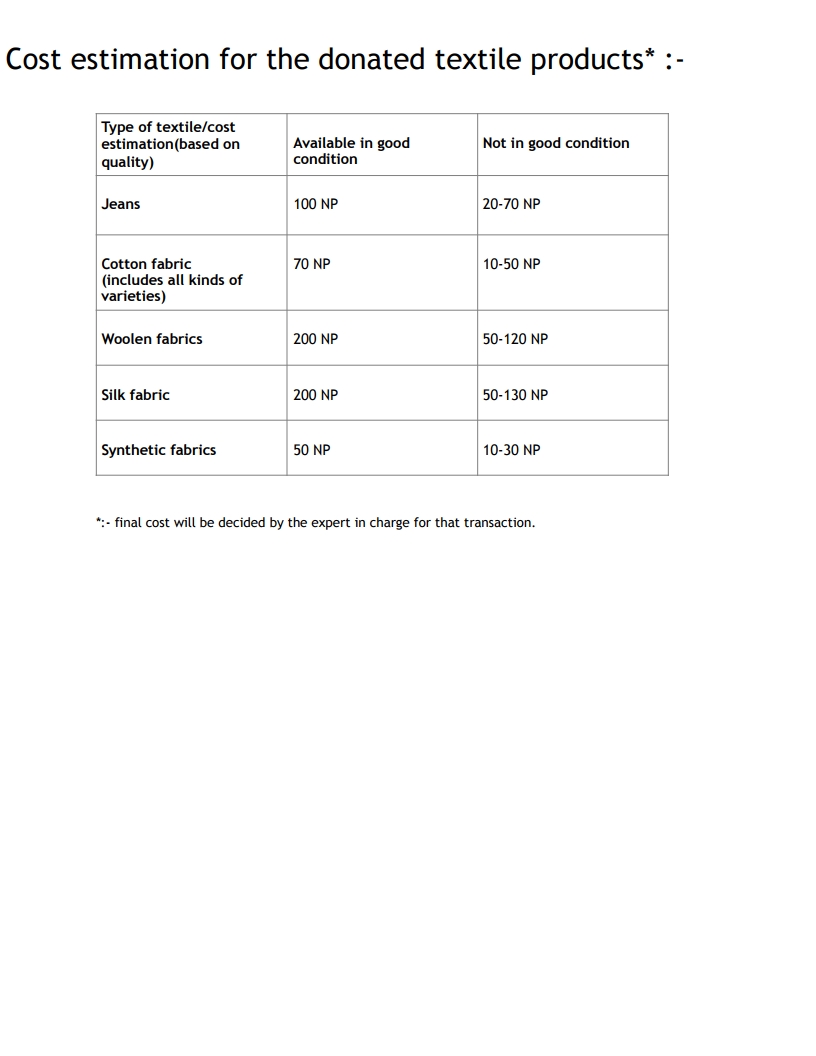 Cost estimation for the donated textile products* :-
Type of textile/cost
estimation(based on
quality)
Available in good
condition
Not in good condition
Jeans
100 NP
20-70 NP
Cotton fabric
(includes all kinds of
varieties)
70 NP
10-50 NP
Woolen fabrics
200 NP
50-120 NP
Silk fabric
200 NP
50-130 NP
Synthetic fabrics
50 NP
10-30 NP
*:- final cost will be decided by the expert in charge for that transaction.